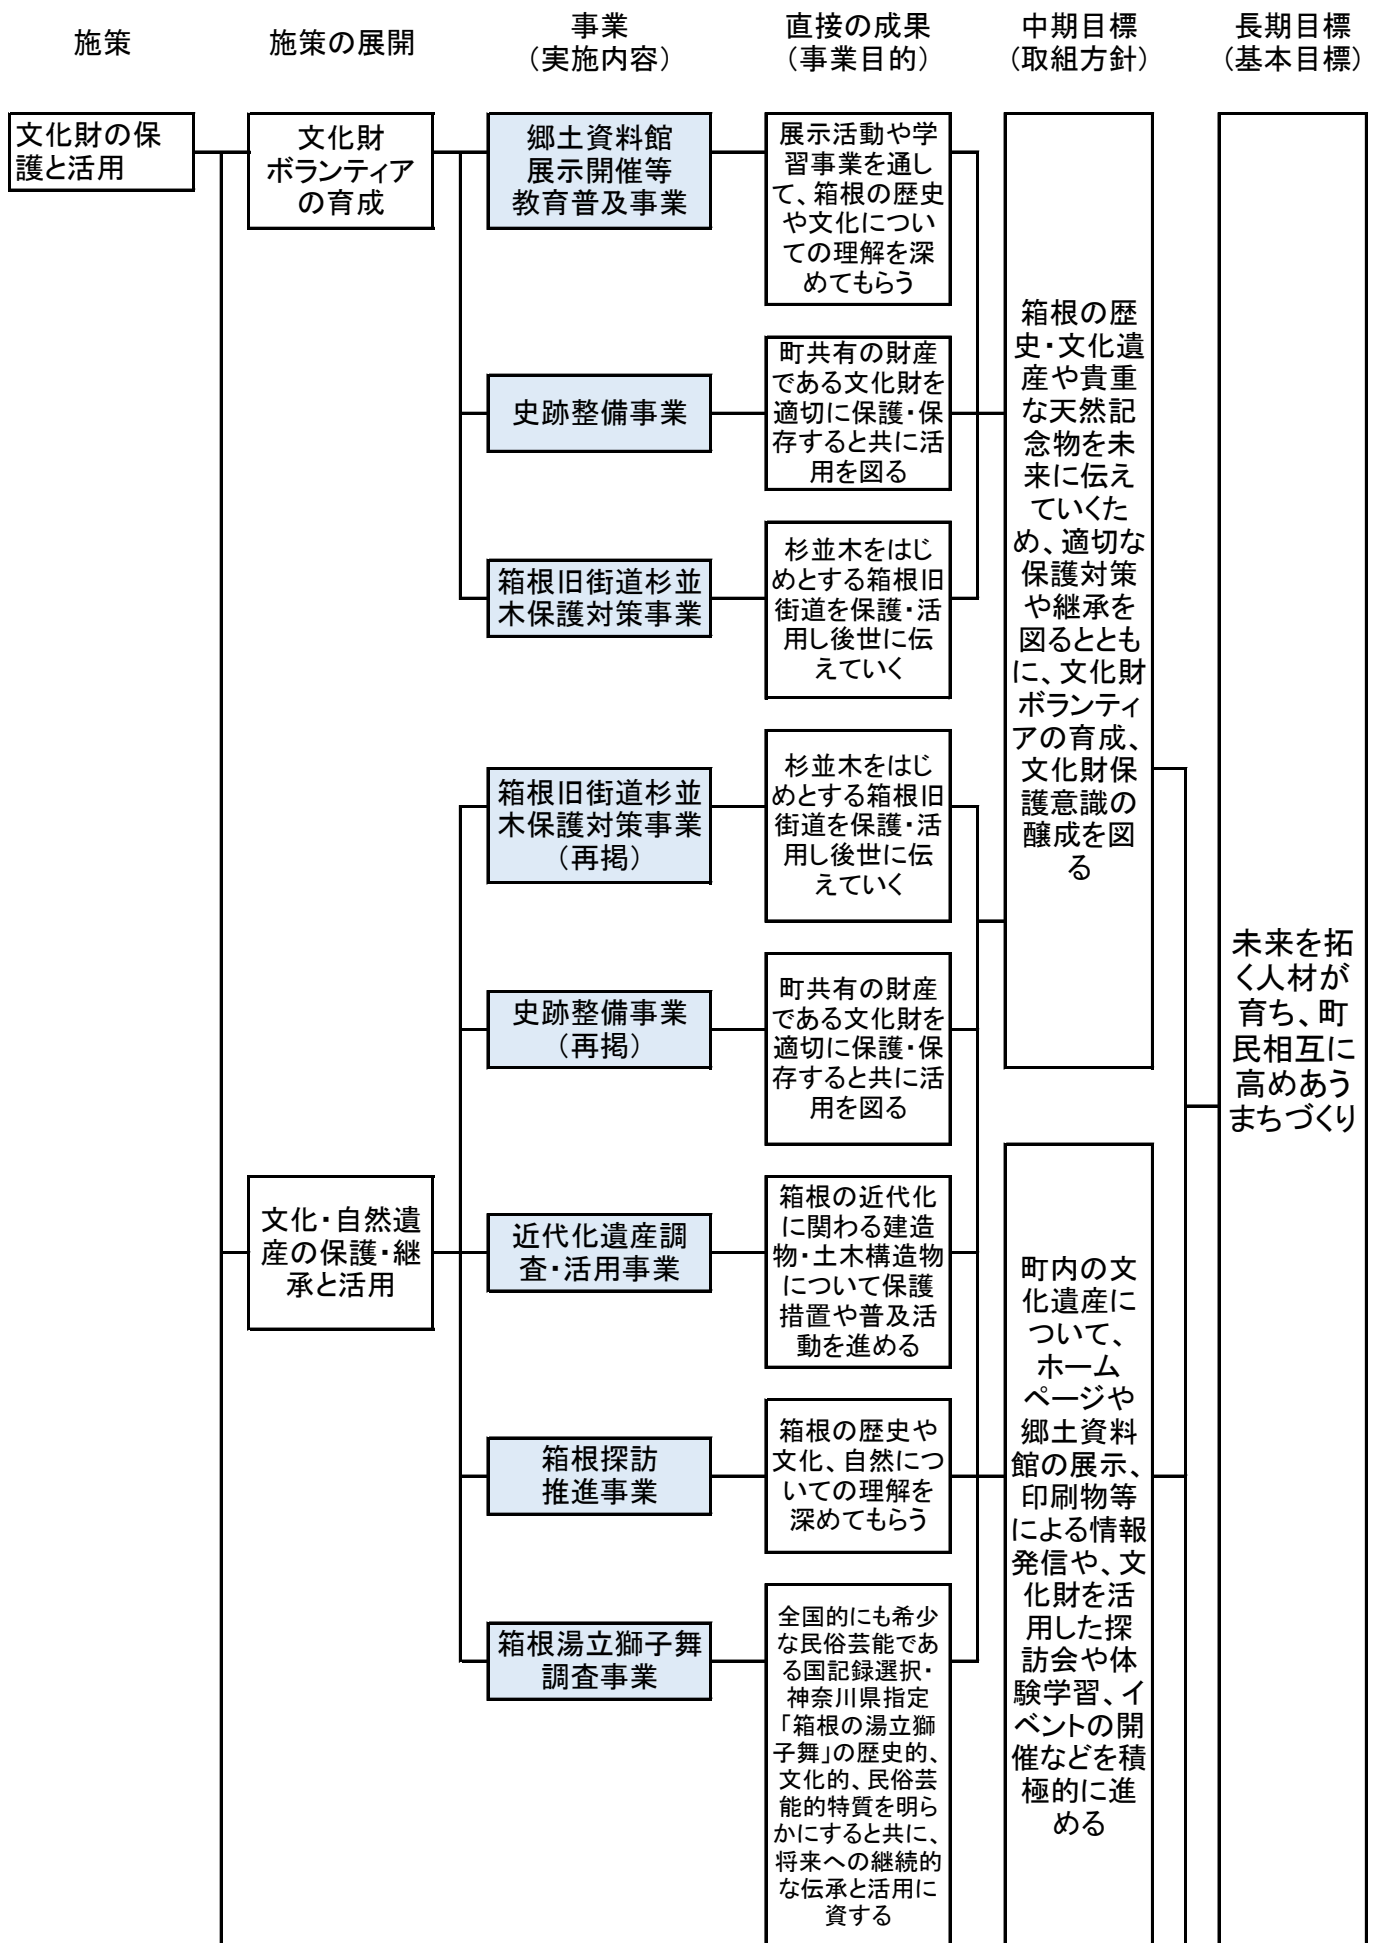 施策
施策の展開
事業
（実施内容）
直接の成果
（事業目的）
中期目標
（取組方針）
長期目標
（基本目標）
文化財の保
護と活用
文化財
ボランティア
の育成
郷土資料館
展示開催等
教育普及事業
展示活動や学
習事業を通し
て、箱根の歴史
や文化につい
ての理解を深
めてもらう
史跡整備事業
町共有の財産
である文化財を
適切に保護・保
存すると共に活
用を図る
箱根旧街道杉並
木保護対策事業
杉並木をはじ
めとする箱根旧
街道を保護・活
用し後世に伝
えていく
箱根の歴
史・文化遺
産や貴重
な天然記
念物を未
来に伝え
ていくた
め、適切な
保護対策
や継承を
図るととも
に、文化財
ボランティ
アの育成、
文化財保
護意識の
醸成を図
る
箱根旧街道杉並
木保護対策事業
（再掲）
杉並木をはじ
めとする箱根旧
街道を保護・活
用し後世に伝
えていく
史跡整備事業
（再掲）
町共有の財産
である文化財を
適切に保護・保
存すると共に活
用を図る
未来を拓
く人材が
育ち、町
民相互に
高めあう
まちづくり
文化・自然遺
産の保護・継
承と活用
近代化遺産調
査・活用事業
箱根の近代化
に関わる建造
物・土木構造物
について保護
措置や普及活
動を進める
箱根探訪
推進事業
箱根の歴史や
文化、自然につ
いての理解を
深めてもらう
箱根湯立獅子舞
調査事業
全国的にも希少
な民俗芸能であ
る国記録選択・
神奈川県指定
「箱根の湯立獅
子舞」の歴史的、
文化的、民俗芸
能的特質を明ら
かにすると共に、
将来への継続的
な伝承と活用に
資する
町内の文
化遺産に
ついて、
ホーム
ページや
郷土資料
館の展示、
印刷物等
による情報
発信や、文
化財を活
用した探
訪会や体
験学習、イ
ベントの開
催などを積
極的に進
める